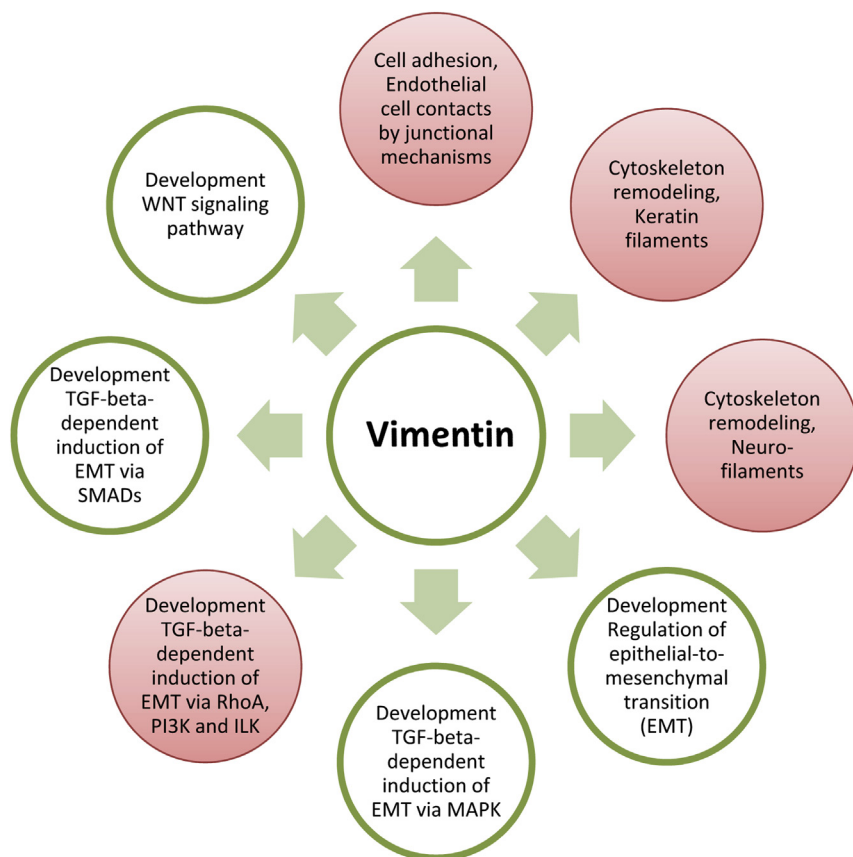 Cell adhesion,
Endothelial
cell contacts
by junctional
mechanisms
Cytoskeleton
remodeling,
Keratin
filaments
Cytoskeleton
remodeling,
Neuro-
filaments
Development
Regulation of
epithelial-to-
mesenchymal
transition
(EMT)
Development
TGF-beta-
dependent
induction of
EMT via MAPK
Development
TGF-beta-
dependent
induction of
EMT via RhoA,
PI3K and ILK
Development
TGF-beta-
dependent
induction of
EMT via
SMADs
Development
WNT signaling
pathway
Vimentin